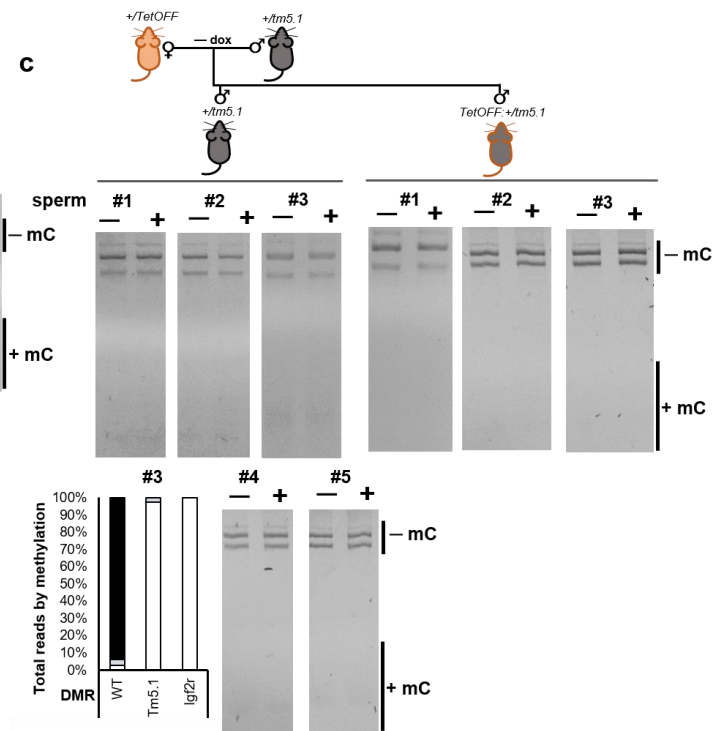 +/TetOFF
+/tm5.1
— dox
c
♀
♂
♂
♂
+/tm5.1
TetOFF:+/tm5.1
sperm #1 #2 #3 #1 #2 #3
— + — + — + — + — + — +
— mC
— mC
+ mC
+ mC
#3 #4 #5
— + — +
Total reads by methylation
100%
90%
80%
70%
60%
50%
40%
30%
20%
10%
0%
DMR WT Tm5.1 Igf2r
— mC
+ mC